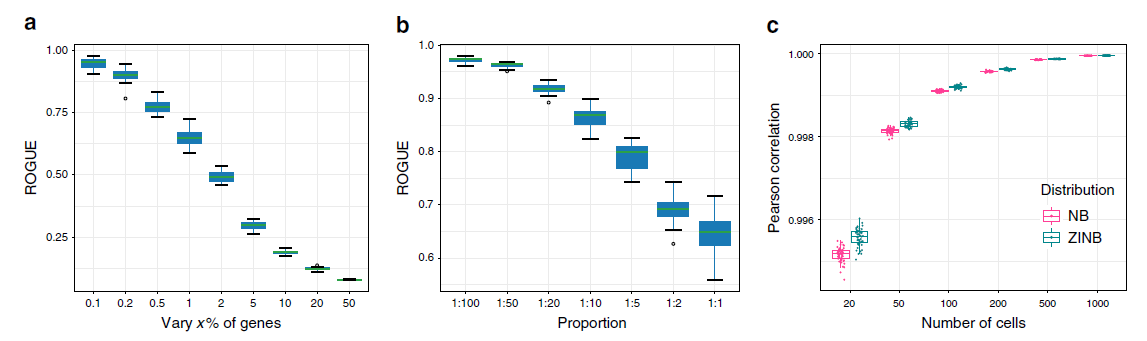 a
1.00
0.75
0.50
0.25
ROGUE
0.1 0.2 0.5 1 2 5 10 20 50
Vary x% of genes
b
1.0
0.9
0.8
0.7
0.6
ROGUE
1:100 1:50 1:20 1:10 1:5 1:2 1:1
Proportion
c
1.000
0.998
0.996
Pearson correlation
Distribution
NB
ZINB
20 50 100 200 500 1000
Number of cells